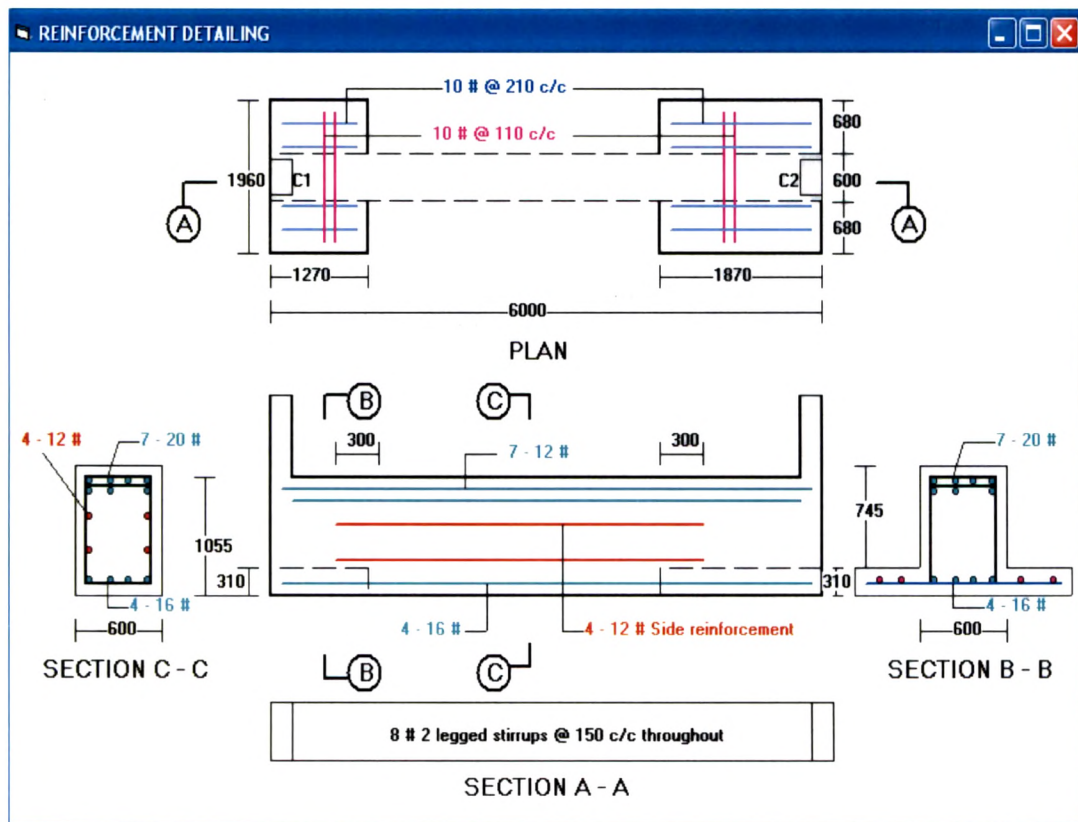 REINFORCEMENT DETAILING
10 # @ 210 c/c
10 # @ 110 c/c
680
1960
C1
C2
600
A
A
680
1270
1870
6000
PLAN
B
C
4 - 12 #
7 - 20 #
300
300
7 - 12 #
7 - 20 #
745
1055
310
310
4 - 16 #
4 - 16 #
4 - 12 # Side reinforcement
4 - 16 #
600
600
SECTION C - C
B
C
SECTION B - B
8 # 2 legged stirrups @ 150 c/c throughout
SECTION A - A